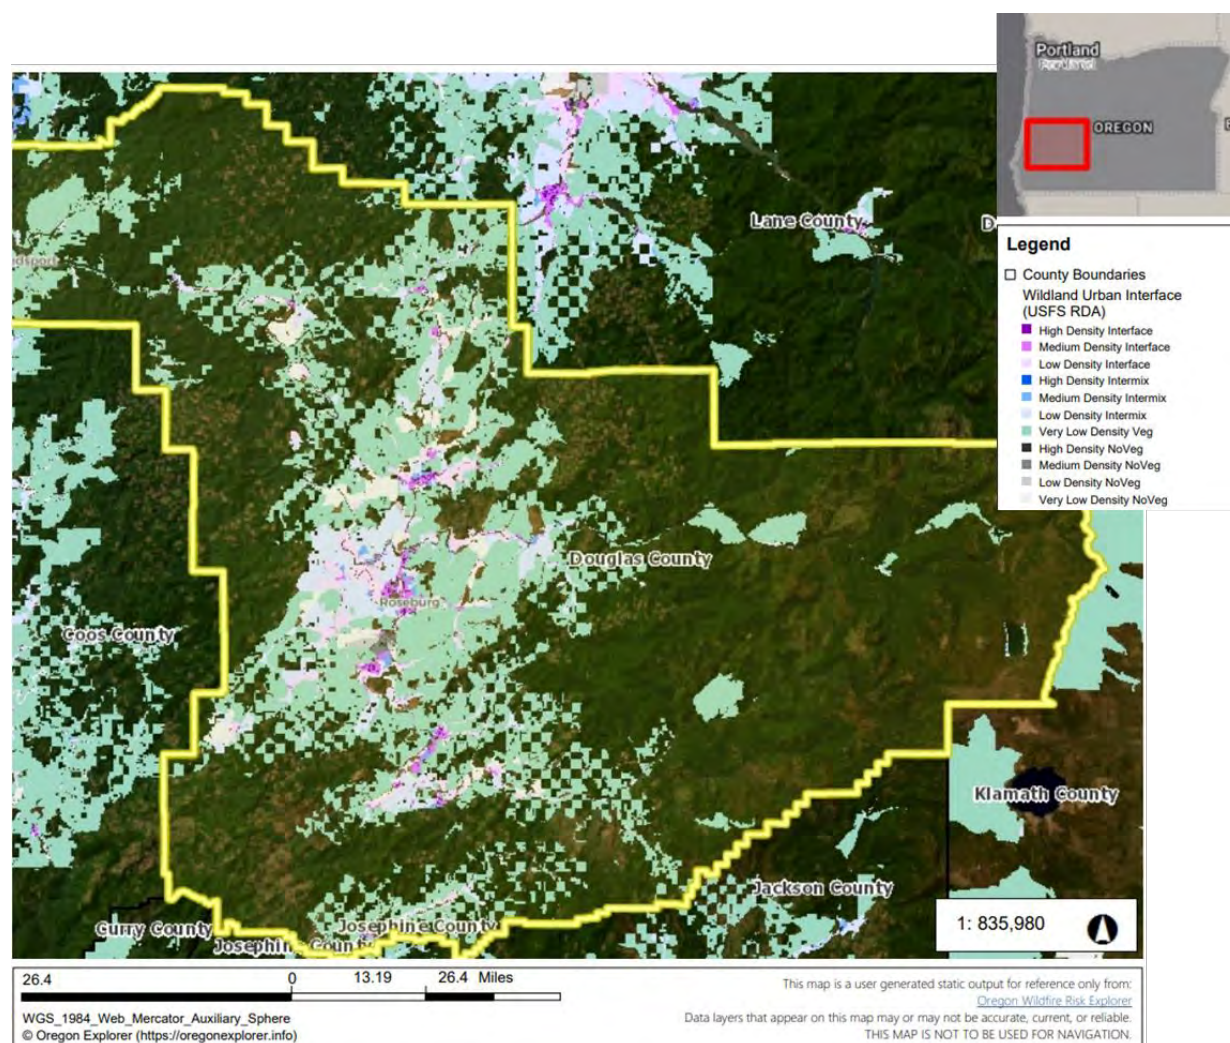 Portland
Portland
OREGON
Lane County
D
Legend
County Boundaries
Wildland Urban Interface
(USFS RDA)
High Density Interface
Medium Density Interface
Low Density Interface
High Density Intermix
Medium Density Intermix
Low Density Intermix
Very Low Density Veg
High Density NoVeg
Medium Density NoVeg
Low Density NoVeg
Very Low Density NoVeg
edsport
Douglas County
Roseburg
Coos County
Klamath County
Jackson County
Curry County
Josephine County
Josephine County
1: 835,980
26.4 0 13.19 26.4 Miles
WGS_1984_Web_Mercator_Auxiliary_Sphere
© Oregon Explorer (https://oregonexplorer.info)
This map is a user generated static output for reference only from:
Oregon Wildfire Risk Explorer
Data layers that appear on this map may or may not be accurate, current, or reliable.
THIS MAP IS NOT TO BE USED FOR NAVIGATION.